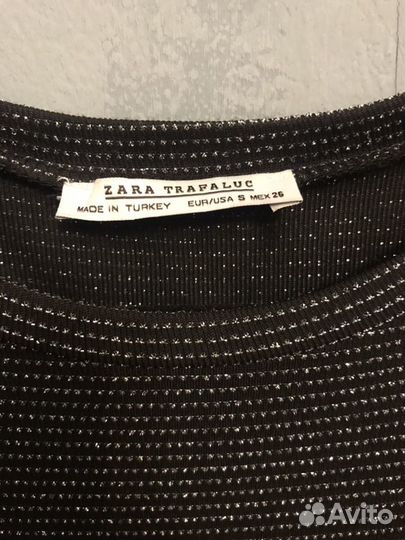 ZARA TRAFALUC
MADE IN TURKEY EUR/USA S MEX 26
Avito